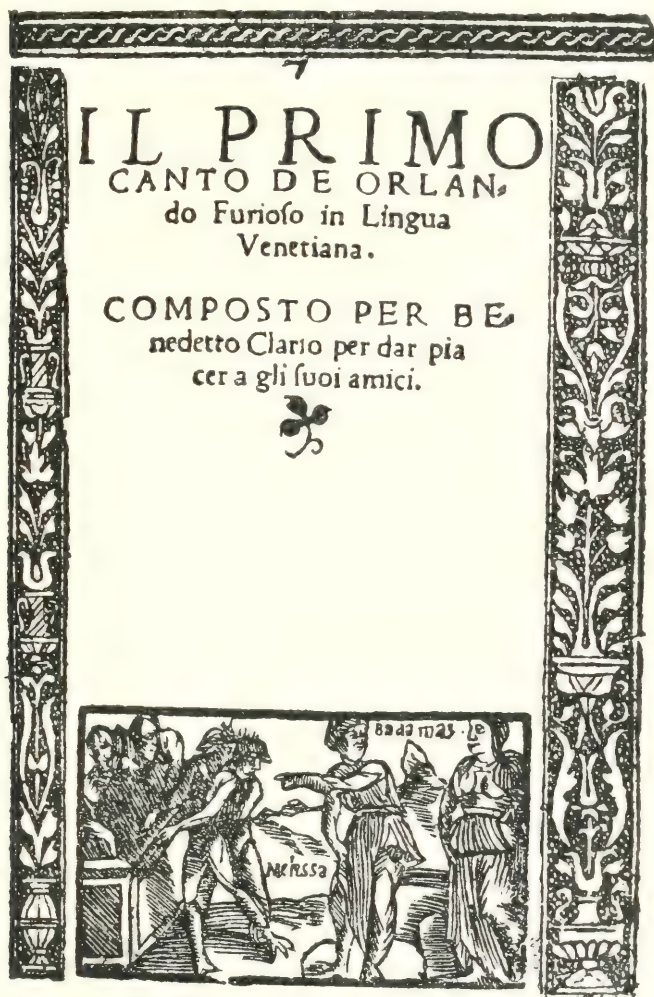 7
IL PRIMO
CANTO DE ORLAN-
do Furioſo in Lingua
Venetiana.
COMPOSTO PER BE-
nedetto Clario per dar pia
cer a gli ſuoi amici.
Melissa